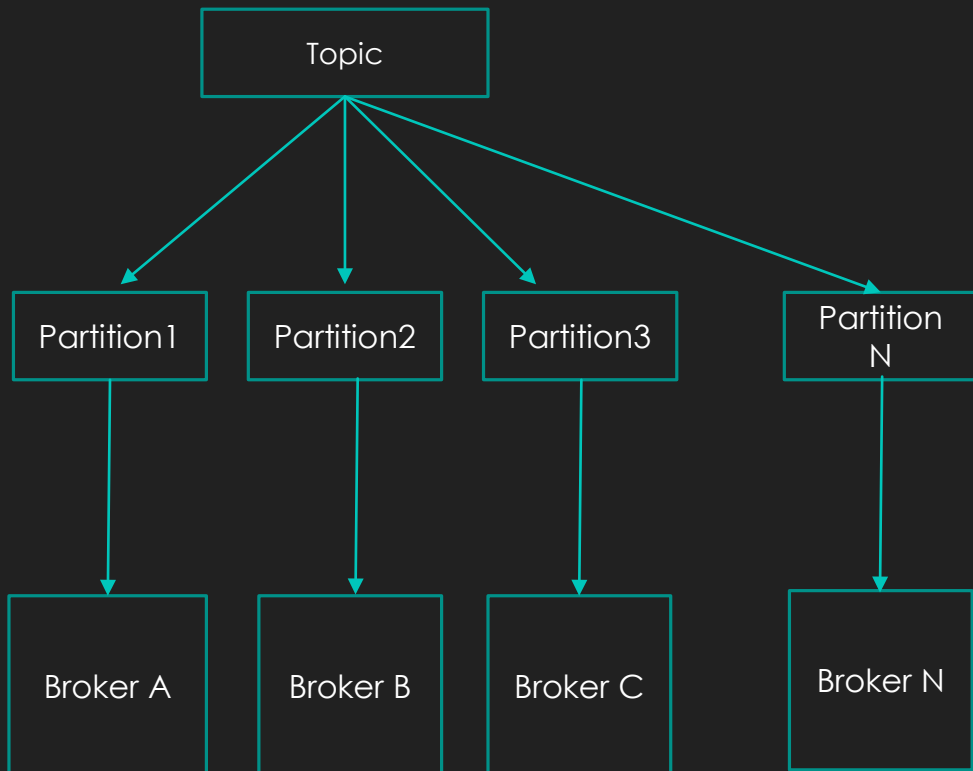 Topic
Partition1
Partition2
Partition3
Partition
N
Broker A
Broker B
Broker C
Broker N